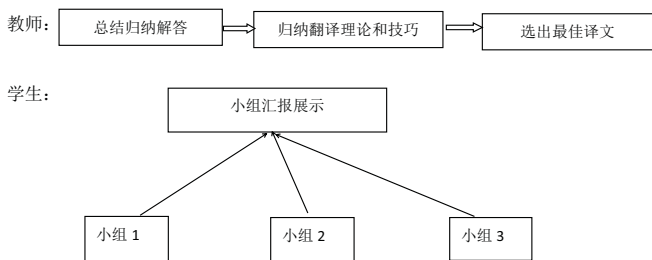 教师： 总结归纳解答 归纳翻译理论和技巧 选出最佳译文
学生：
小组汇报展示
小组 1 小组 2 小组 3